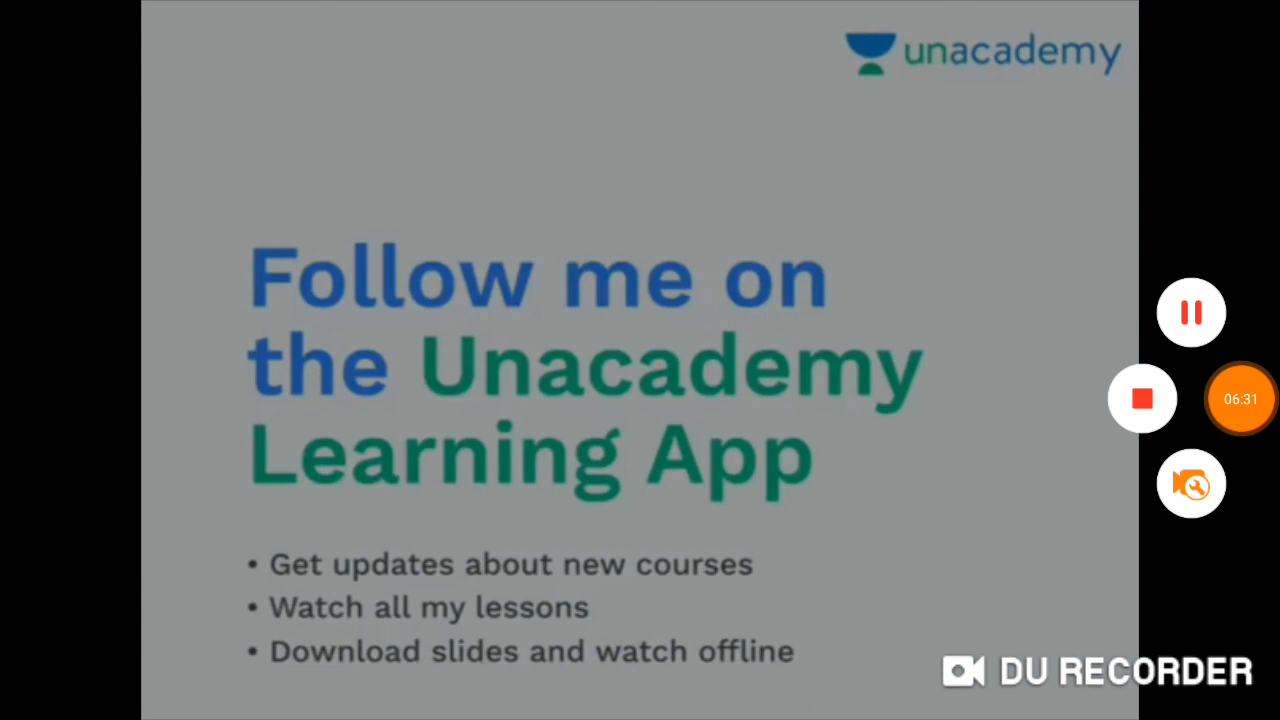 unacademy
Follow me on
the Unacademy
Learning App
• Get updates about new courses
• Watch all my lessons
• Download slides and watch offline
06:31
DU RECORDER